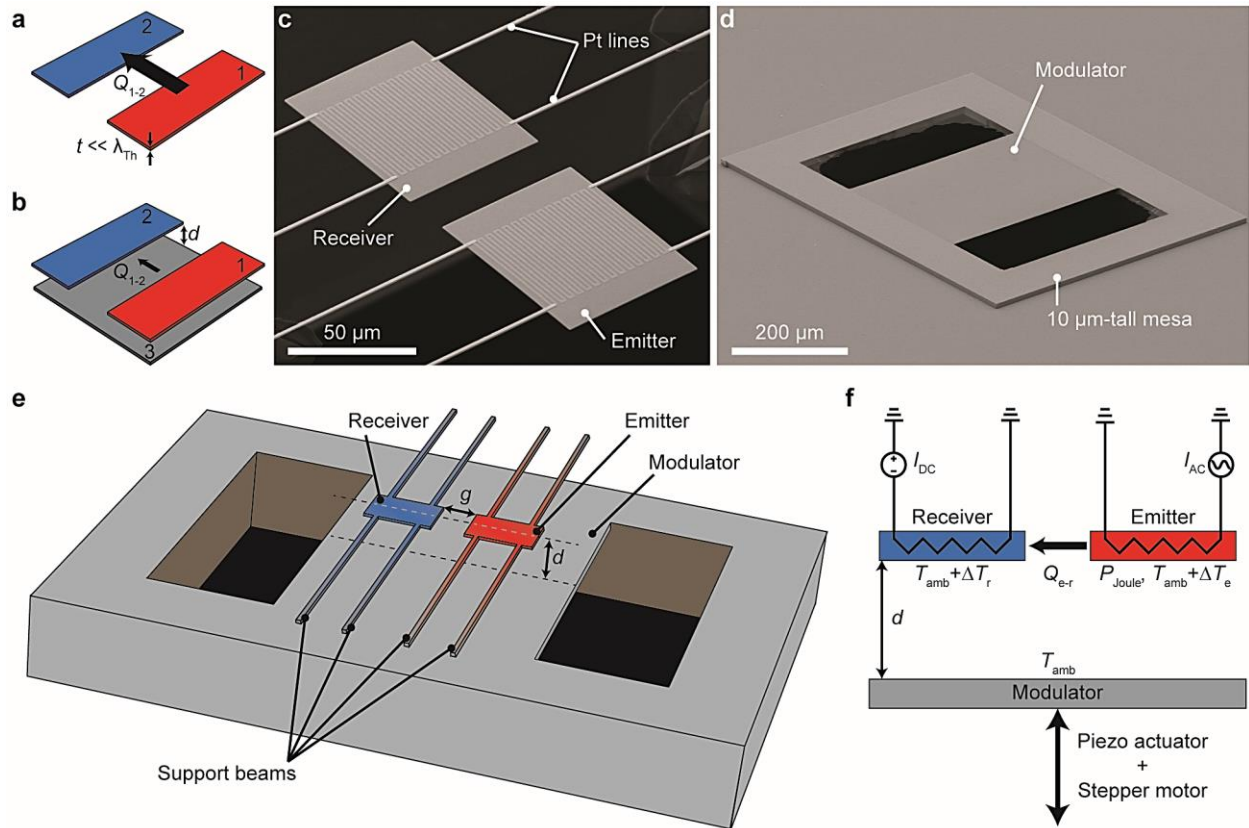 a
2
1
Q1-2
t << λTh
b
2
d
Q1-2
1
3
c
Pt lines
Receiver
Emitter
50 µm
d
Modulator
10 µm-tall mesa
200 µm
e
Receiver
Emitter
Modulator
g
d
Support beams
f
IDC
IAC
Receiver
Emitter
Tamb+ΔTr
Qe-r
PJoule, Tamb+ΔTe
d
Tamb
Modulator
Piezo actuator
+
Stepper motor